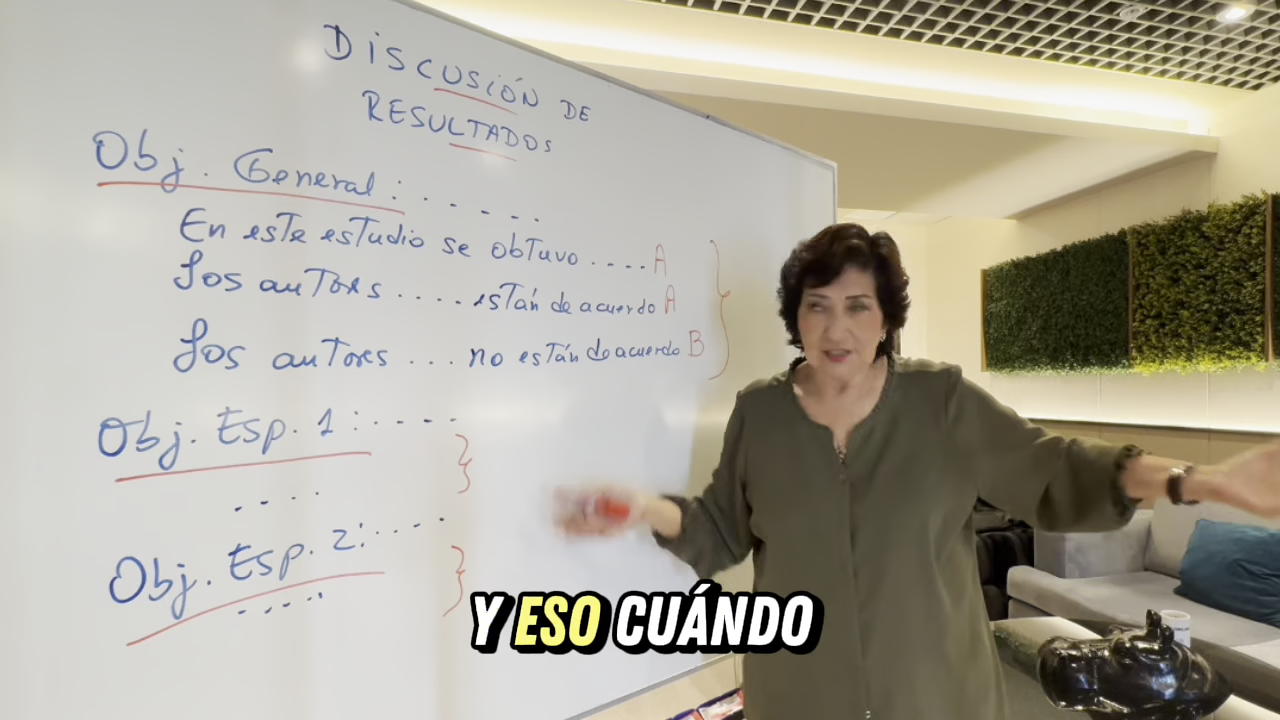 DISCUSIÓN DE
RESULTADOS
Obj. General: . . . . . .
En este estudio se obtuvo . . . . A
Los autores . . . . están de acuerdo A
Los autores . . . no están de acuerdo B
Obj. Esp. 1: . . . . .
. . . .
Obj. Esp. 2: . . . .
. . . . .
Y ESO CUÁNDO